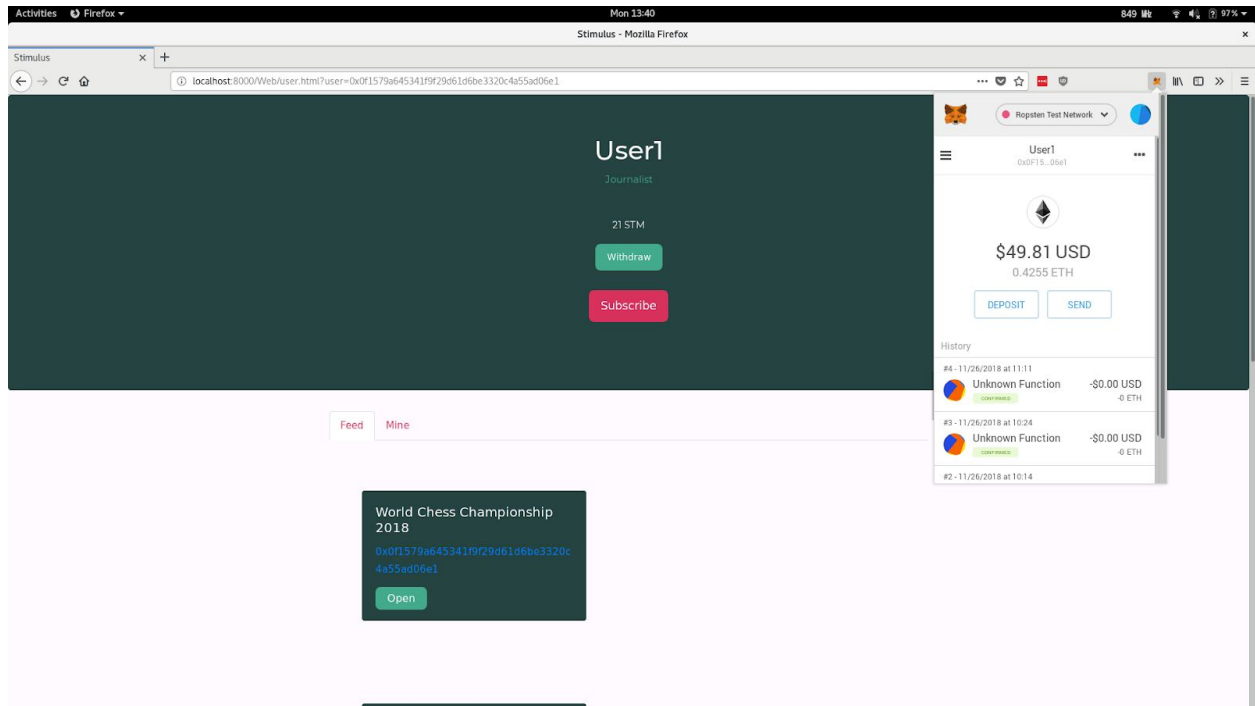 Activities Firefox Mon 13:40 849 MHz 97%
Stimulus - Mozilla Firefox
Stimulus
localhost:8000/Web/user.html?user=0x0f1579a645341f9f29d61d6be3320c4a55ad06e1
Ropsten Test Network
User1
Journalist
21 STM
Withdraw
Subscribe
User1
0x0F15...06e1
$49.81 USD
0.4255 ETH
DEPOSIT SEND
History
#4 - 11/26/2018 at 11:11
Unknown Function -$0.00 USD
CONFIRMED -0 ETH
#3 - 11/26/2018 at 10:24
Unknown Function -$0.00 USD
CONFIRMED -0 ETH
#2 - 11/26/2018 at 10:14
Feed Mine
World Chess Championship
2018
0x0f1579a645341f9f29d61d6be3320c
4a55ad06e1
Open